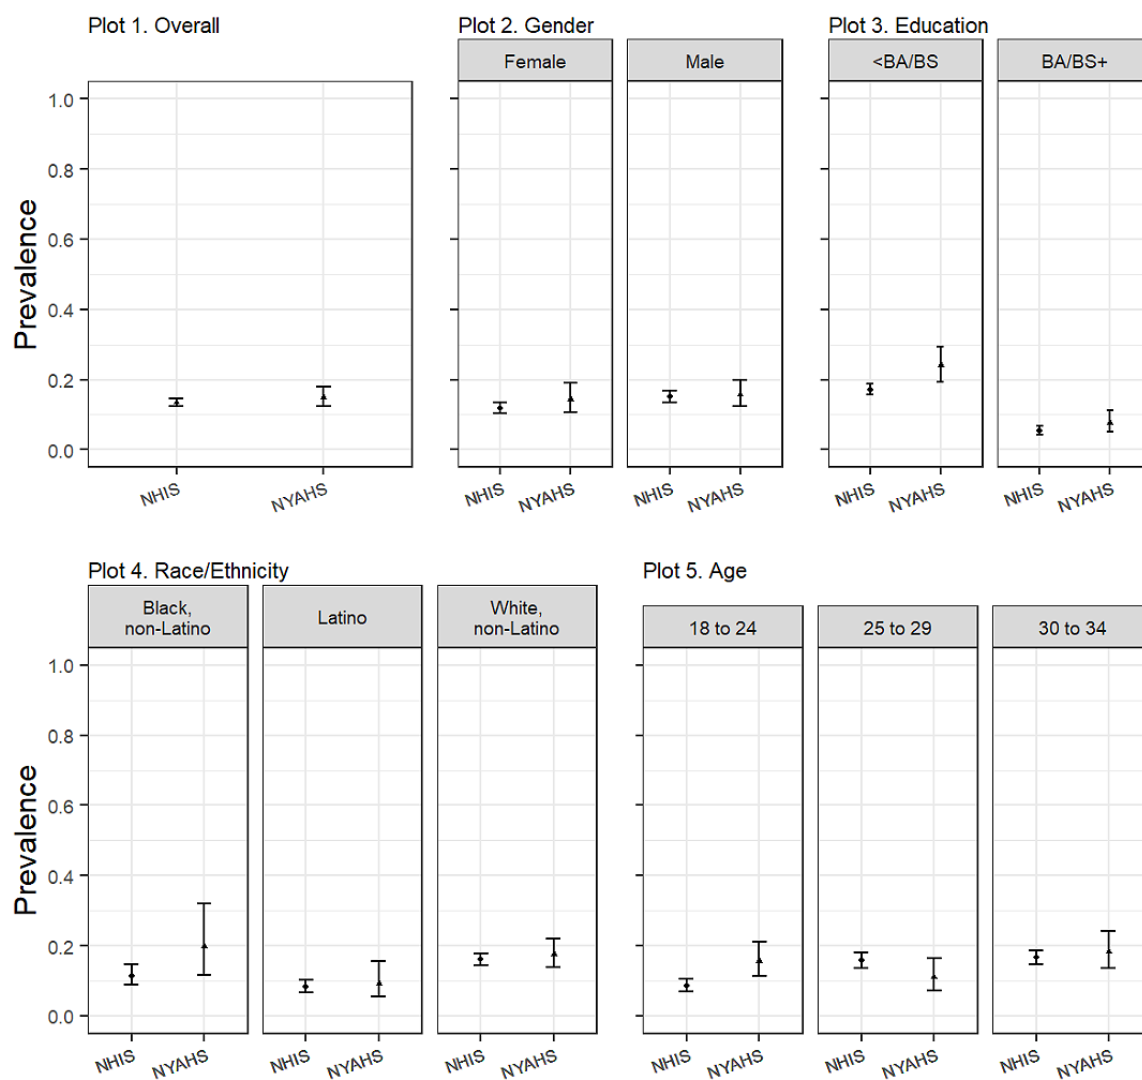 Plot 1. Overall
Plot 2. Gender
Plot 3. Education
Female
Male
<BA/BS
BA/BS+
Prevalence
1.0
0.8
0.6
0.4
0.2
0.0
NHIS
NYAHS
NHIS
NYAHS
NHIS
NYAHS
NHIS
NYAHS
NHIS
NYAHS
Plot 4. Race/Ethnicity
Plot 5. Age
Black,
non-Latino
Latino
White,
non-Latino
18 to 24
25 to 29
30 to 34
Prevalence
1.0
0.8
0.6
0.4
0.2
0.0
NHIS
NYAHS
NHIS
NYAHS
NHIS
NYAHS
NHIS
NYAHS
NHIS
NYAHS
NHIS
NYAHS